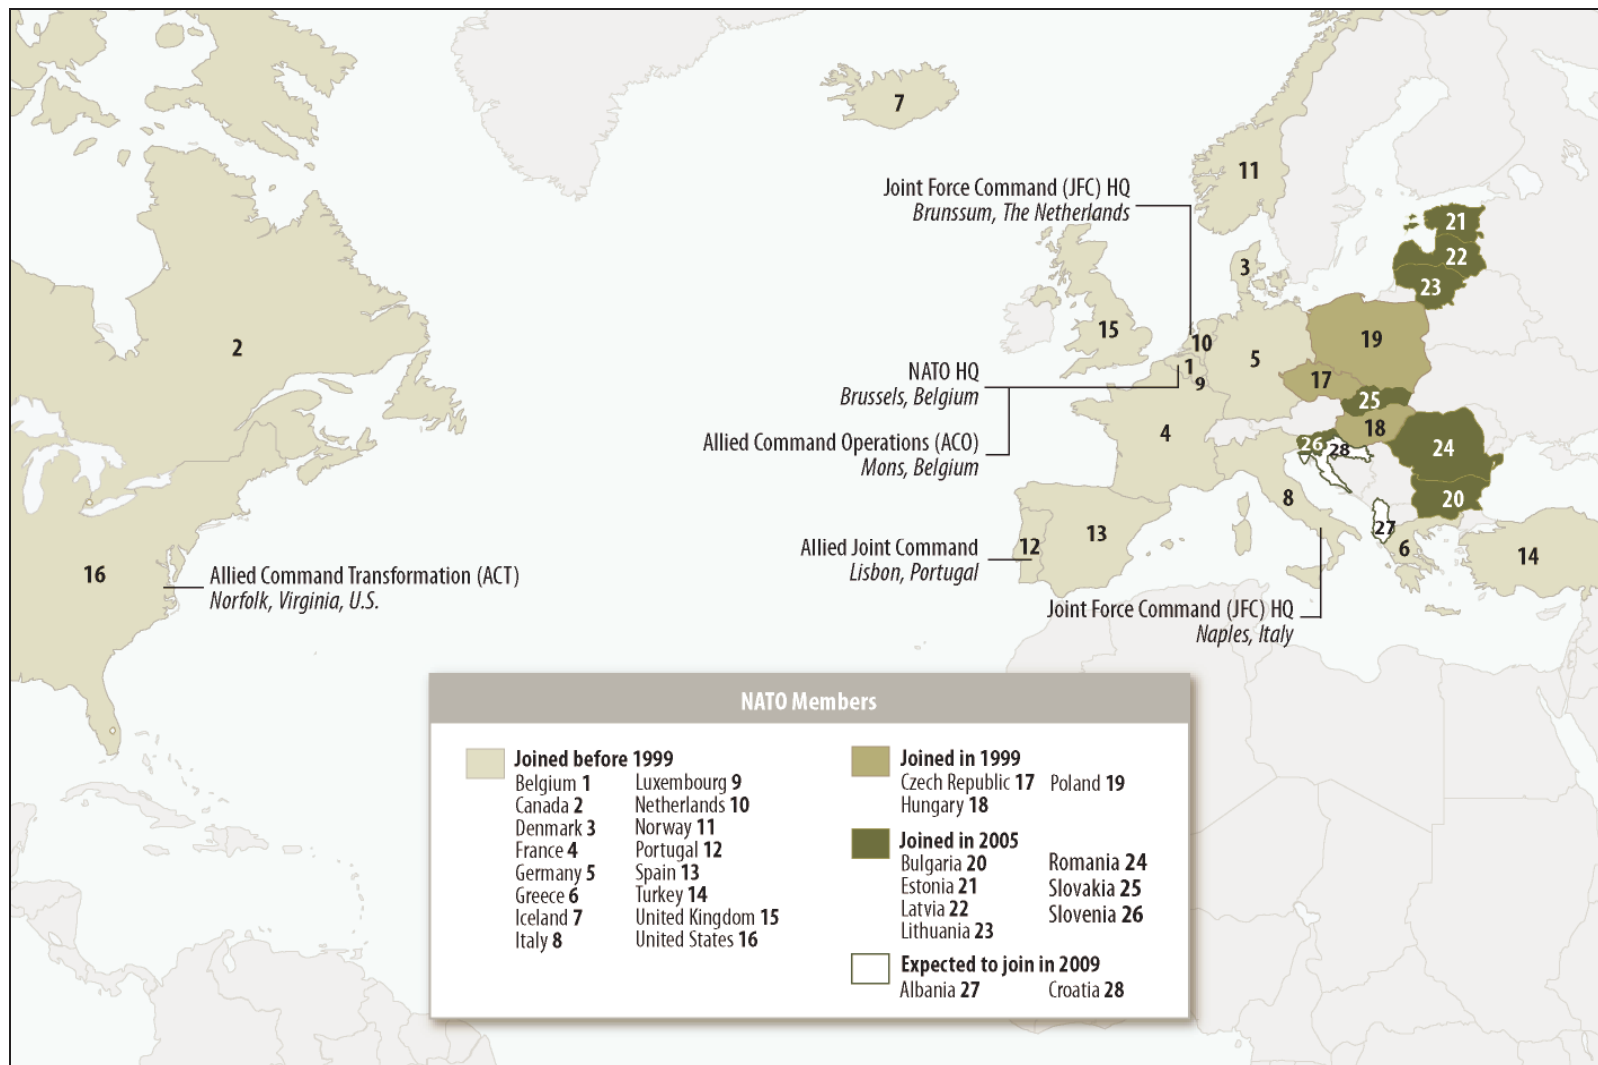 7
11
Joint Force Command (JFC) HQ
Brunssum, The Netherlands
21
22
23
3
15
10
2
19
5
1
NATO HQ
Brussels, Belgium
9
17
25
18
4
26
28
24
Allied Command Operations (ACO)
Mons, Belgium
8
20
13
27
12
6
14
Allied Joint Command
Lisbon, Portugal
16
Allied Command Transformation (ACT)
Norfolk, Virginia, U.S.
Joint Force Command (JFC) HQ
Naples, Italy
NATO Members
Joined before 1999
Belgium 1
Canada 2
Denmark 3
France 4
Germany 5
Greece 6
Iceland 7
Italy 8
Luxembourg 9
Netherlands 10
Norway 11
Portugal 12
Spain 13
Turkey 14
United Kingdom 15
United States 16
Joined in 1999
Czech Republic 17
Hungary 18
Poland 19
Joined in 2005
Bulgaria 20
Estonia 21
Latvia 22
Lithuania 23
Romania 24
Slovakia 25
Slovenia 26
Expected to join in 2009
Albania 27
Croatia 28